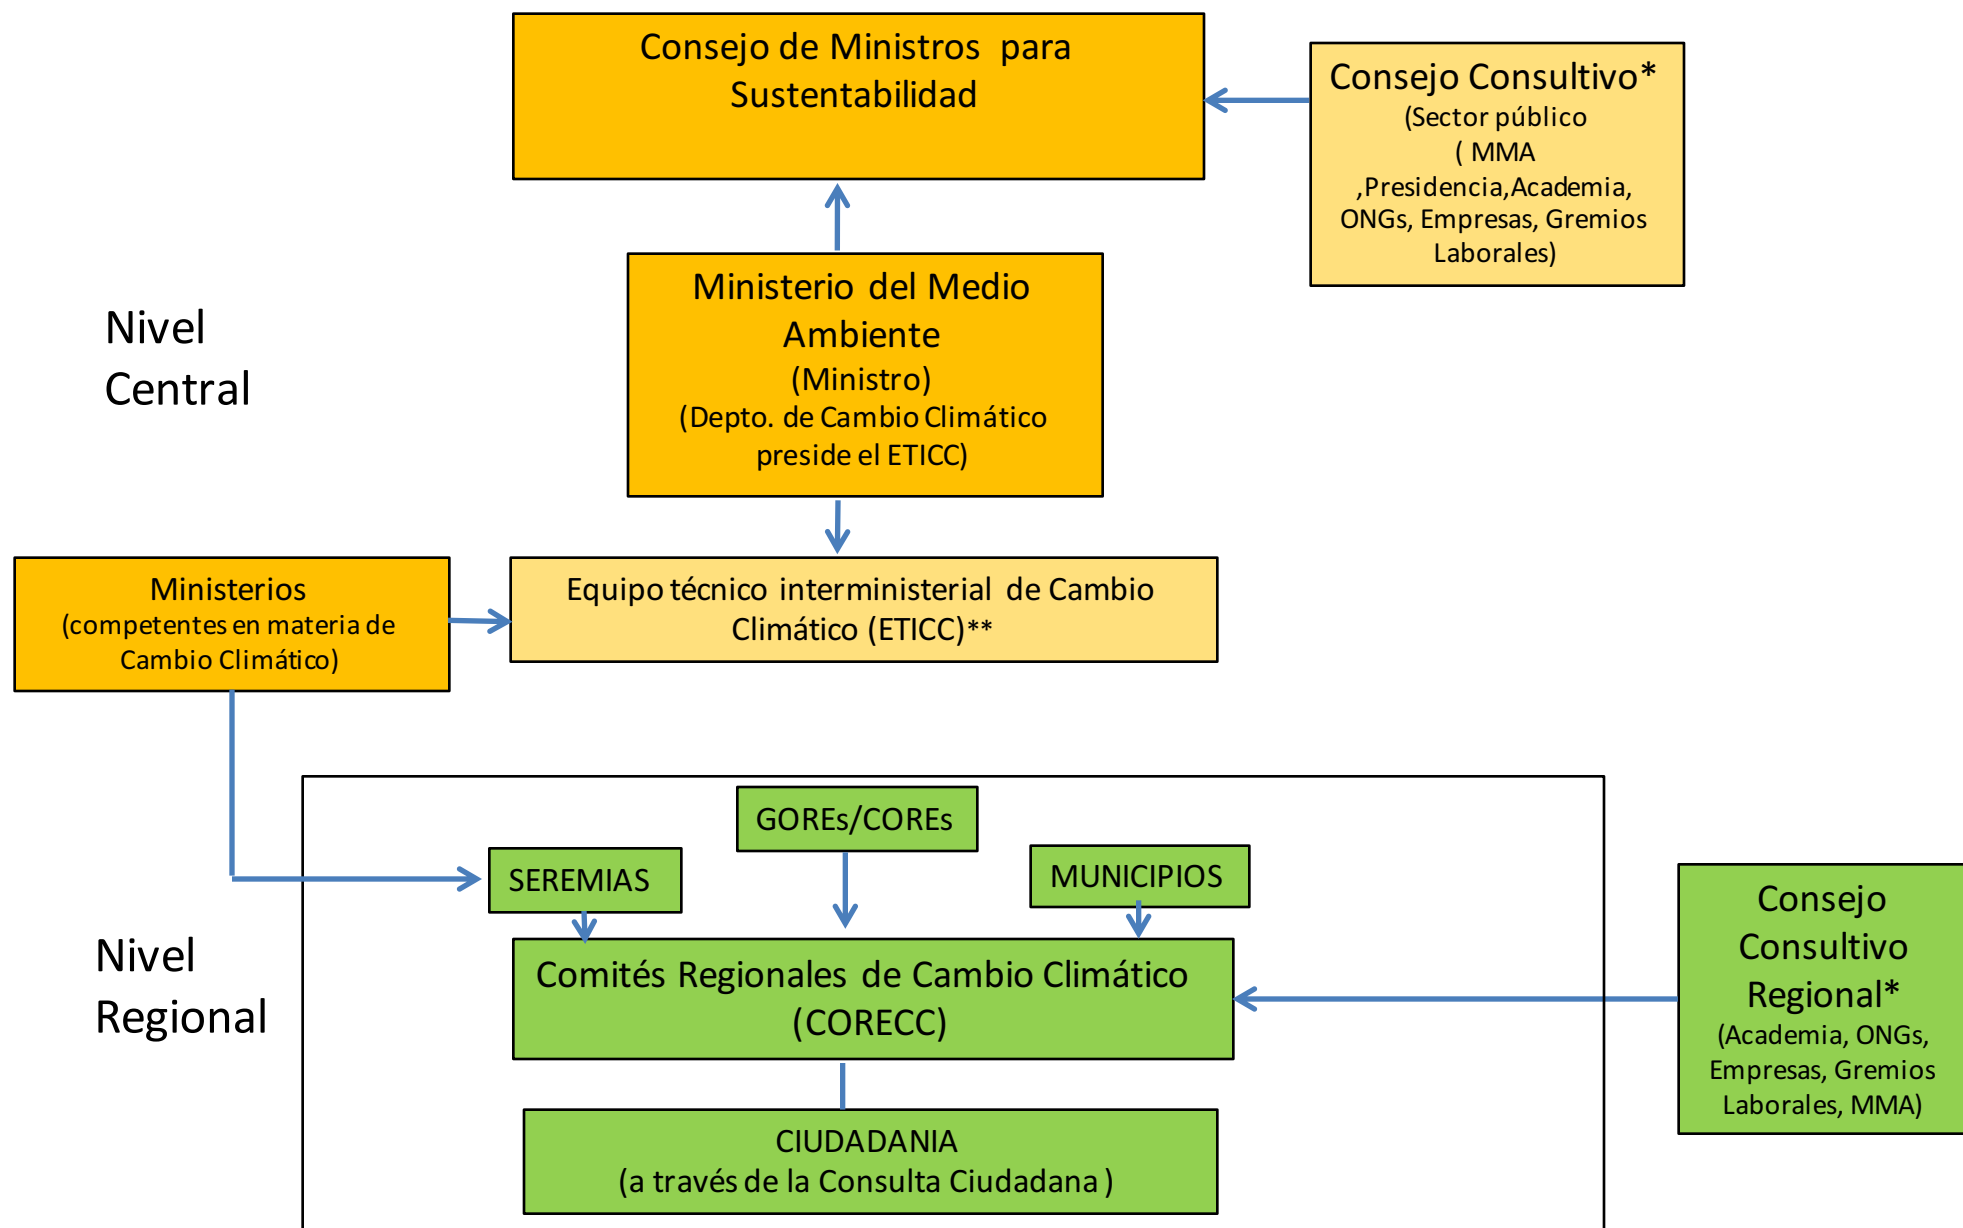 Consejo de Ministros para
Sustentabilidad
Consejo Consultivo*
(Sector público
( MMA
,Presidencia,Academia,
ONGs, Empresas, Gremios
Laborales)
Nivel
Central
Ministerio del Medio
Ambiente
(Ministro)
(Depto. de Cambio Climático
preside el ETICC)
Ministerios
(competentes en materia de
Cambio Climático)
Equipo técnico interministerial de Cambio
Climático (ETICC)**
Nivel
Regional
GOREs/COREs
SEREMIAS
MUNICIPIOS
Comités Regionales de Cambio Climático
(CORECC)
CIUDADANIA
(a través de la Consulta Ciudadana )
Consejo
Consultivo
Regional*
(Academia, ONGs,
Empresas, Gremios
Laborales, MMA)